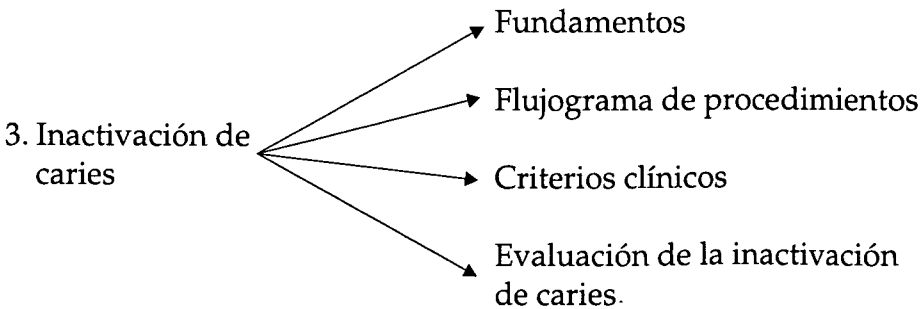 Fundamentos
Flujograma de procedimientos
3. Inactivación de
caries
Criterios clínicos
Evaluación de la inactivación
de caries.